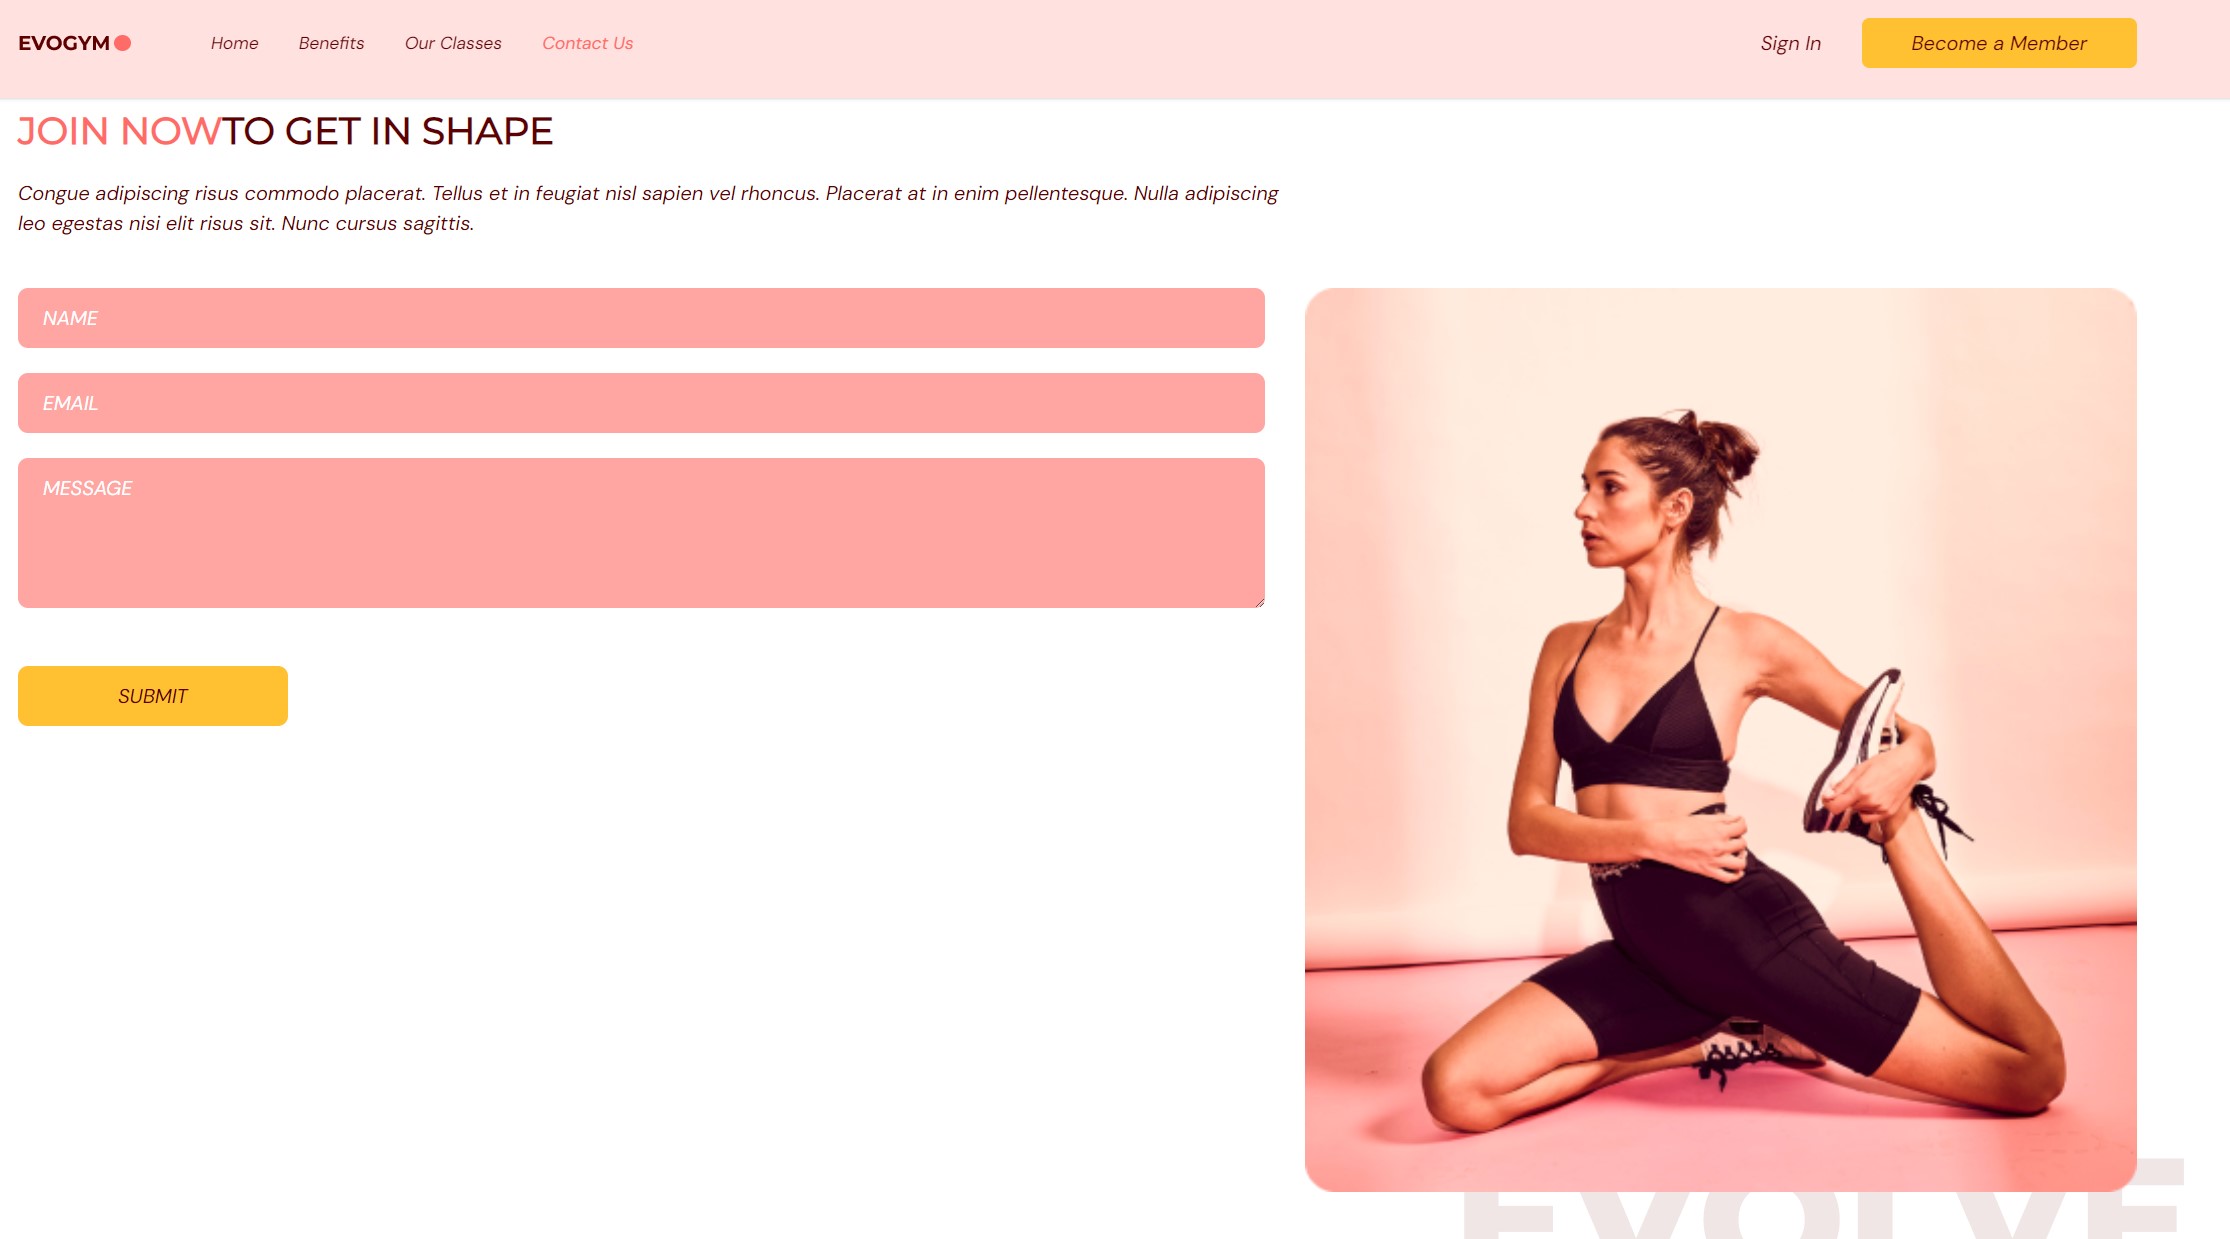 EVOGYM
Home
Benefits
Our Classes
Contact Us
Sign In
Become a Member
JOIN NOWTO GET IN SHAPE
Congue adipiscing risus commodo placerat. Tellus et in feugiat nisl sapien vel rhoncus. Placerat at in enim pellentesque. Nulla adipiscing
leo egestas nisi elit risus sit. Nunc cursus sagittis.
NAME
EMAIL
MESSAGE
SUBMIT
EVOLVE